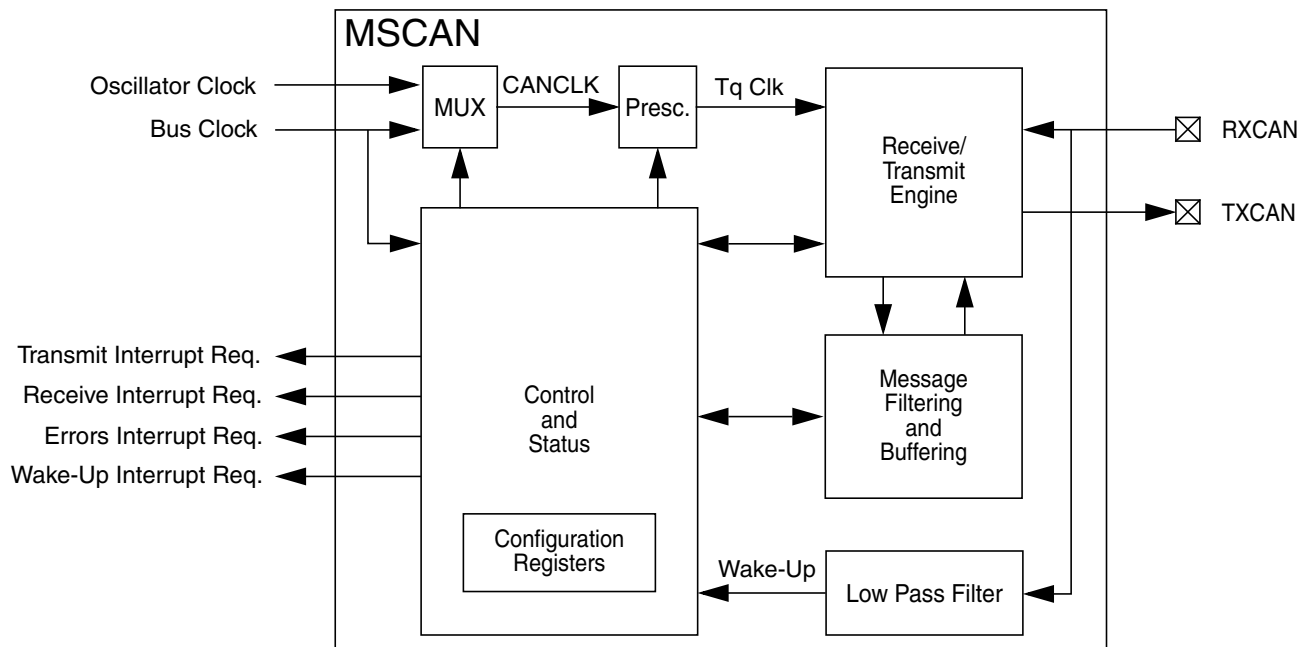 MSCAN
Oscillator Clock
Bus Clock
MUX
CANCLK
Presc.
Tq Clk
Receive/
Transmit
Engine
RXCAN
TXCAN
Transmit Interrupt Req.
Receive Interrupt Req.
Errors Interrupt Req.
Wake-Up Interrupt Req.
Control
and
Status
Message
Filtering
and
Buffering
Configuration
Registers
Wake-Up
Low Pass Filter